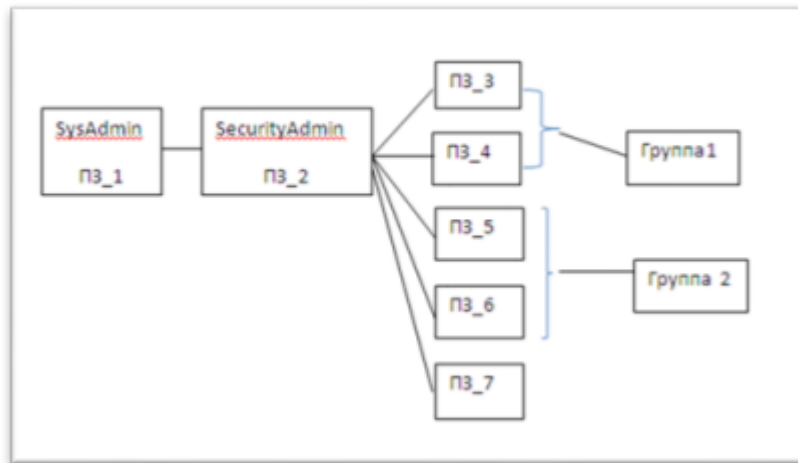 SysAdmin
ПЗ_1
SecurityAdmin
ПЗ_2
ПЗ_3
ПЗ_4
ПЗ_5
ПЗ_6
ПЗ_7
Группа1
Группа 2